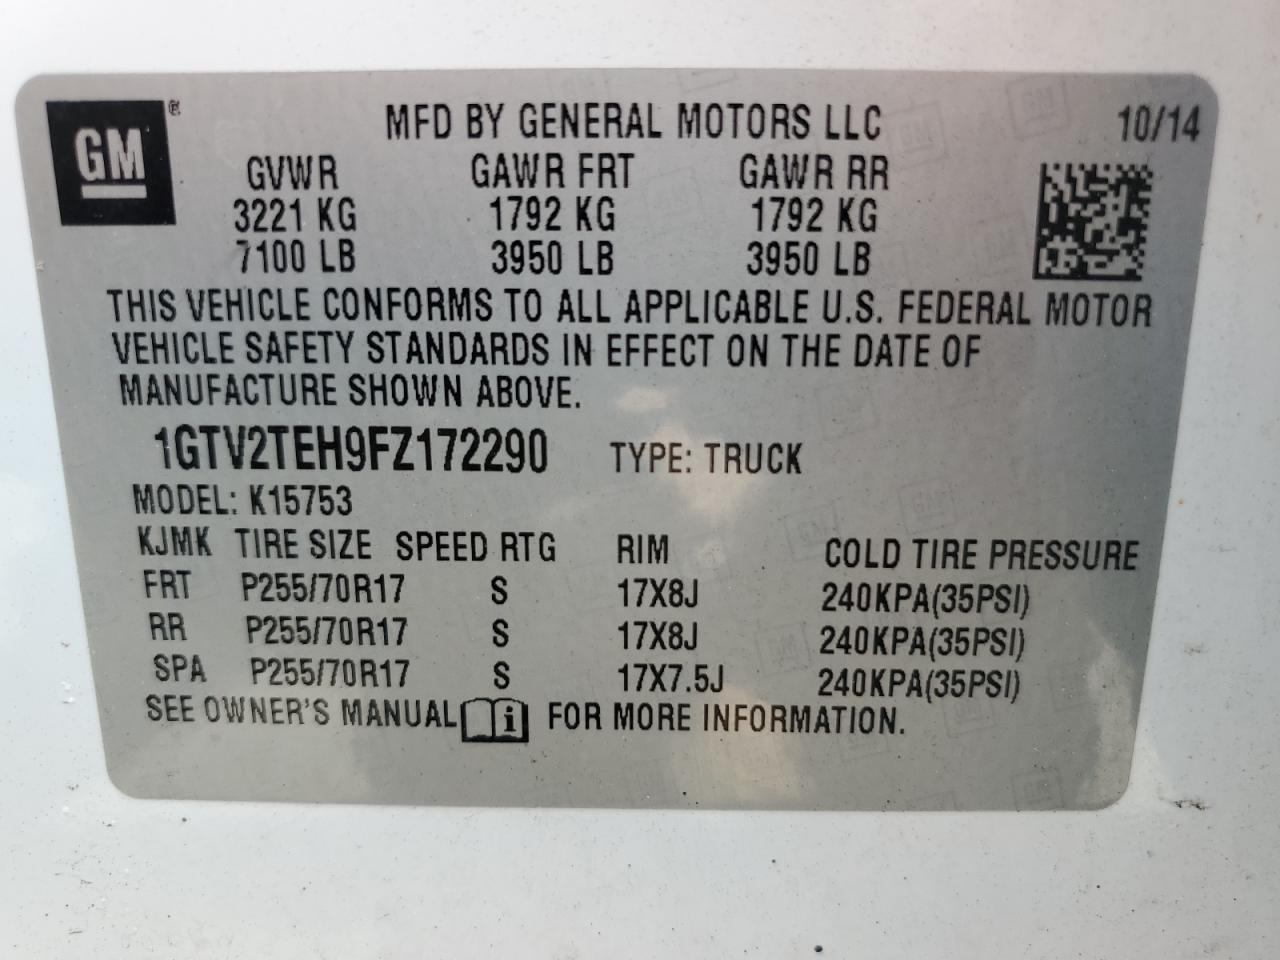 GM®
MFD BY GENERAL MOTORS LLC 10/14
GVWR GAWR FRT GAWR RR
3221 KG 1792 KG 1792 KG
7100 LB 3950 LB 3950 LB
THIS VEHICLE CONFORMS TO ALL APPLICABLE U.S. FEDERAL MOTOR
VEHICLE SAFETY STANDARDS IN EFFECT ON THE DATE OF
MANUFACTURE SHOWN ABOVE.
1GTV2TEH9FZ172290 TYPE: TRUCK
MODEL: K15753
KJMK TIRE SIZE SPEED RTG RIM COLD TIRE PRESSURE
FRT P255/70R17 S 17X8J 240KPA(35PSI)
RR P255/70R17 S 17X8J 240KPA(35PSI)
SPA P255/70R17 S 17X7.5J 240KPA(35PSI)
SEE OWNER'S MANUAL i FOR MORE INFORMATION.